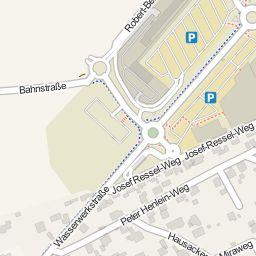 Robert-Be
P
Bahnstraße
P
Josef-Ressel-Weg
Josef Ressel-Weg
Wasserwerkstraße
Peter Henlein-Weg
Hausacker
Miraweg